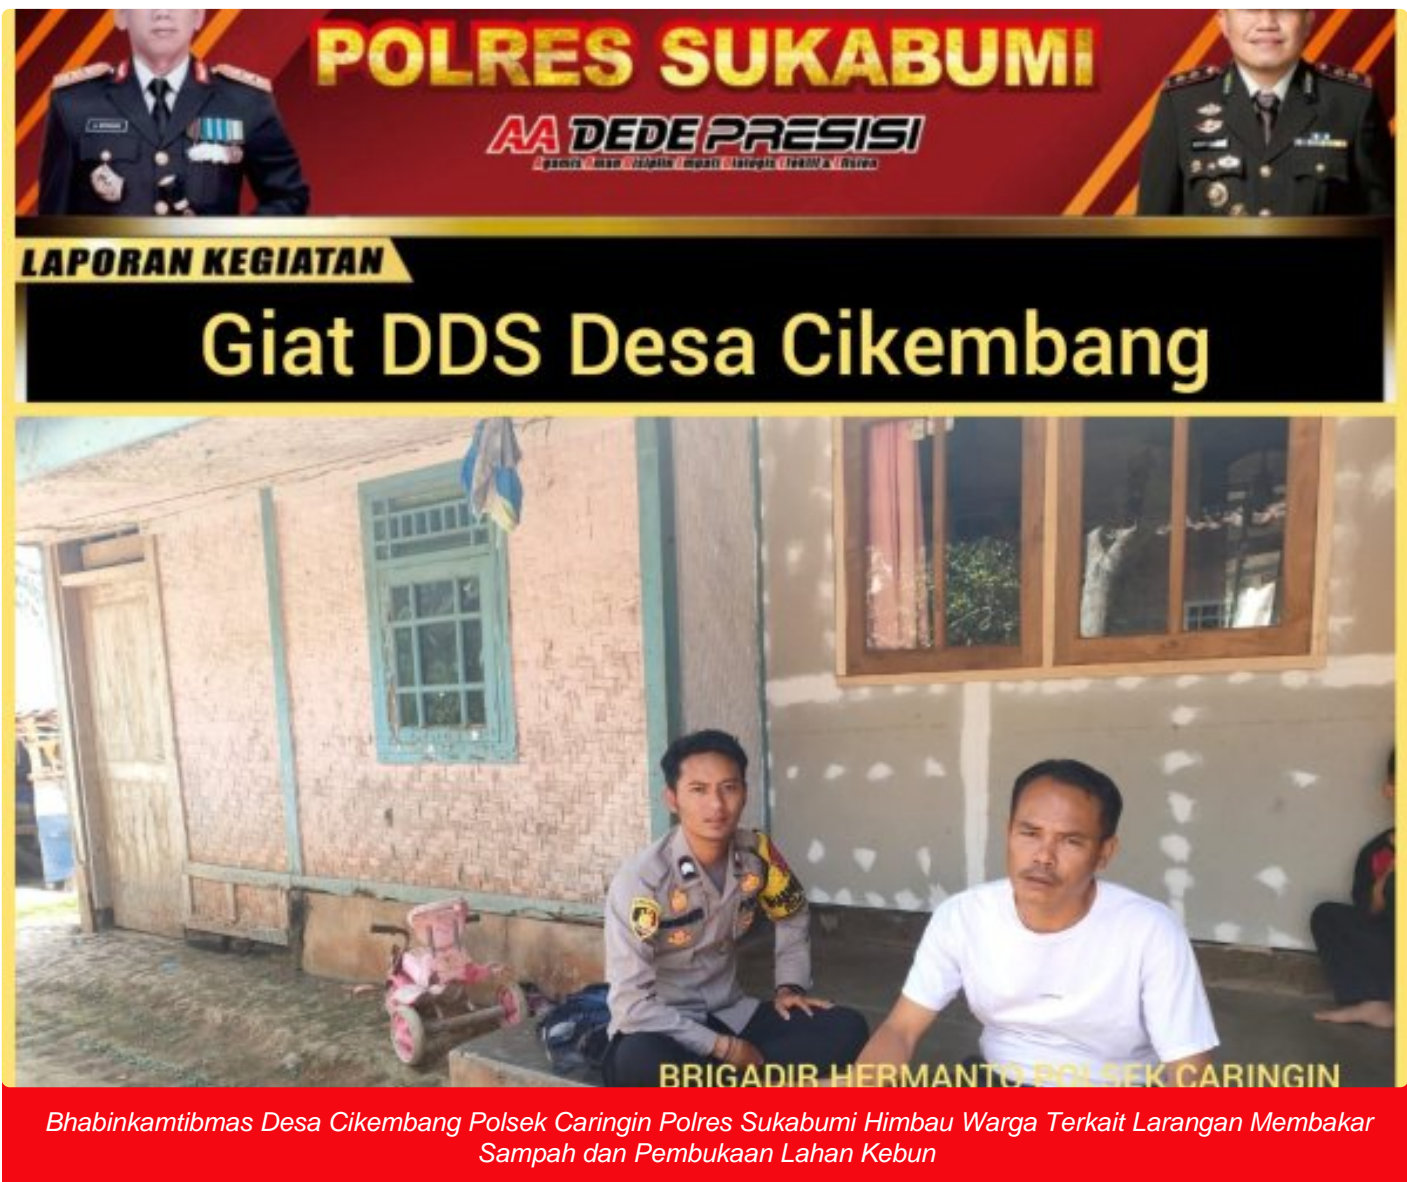 POLRES SUKABUMI
AA DEDE PRESISI
LAPORAN KEGIATAN
Giat DDS Desa Cikembang
BRIGADIR HERMANTO POLSEK CARINGIN
Bhabinkamtibmas Desa Cikembang Polsek Caringin Polres Sukabumi Himbau Warga Terkait Larangan Membakar
Sampah dan Pembukaan Lahan Kebun